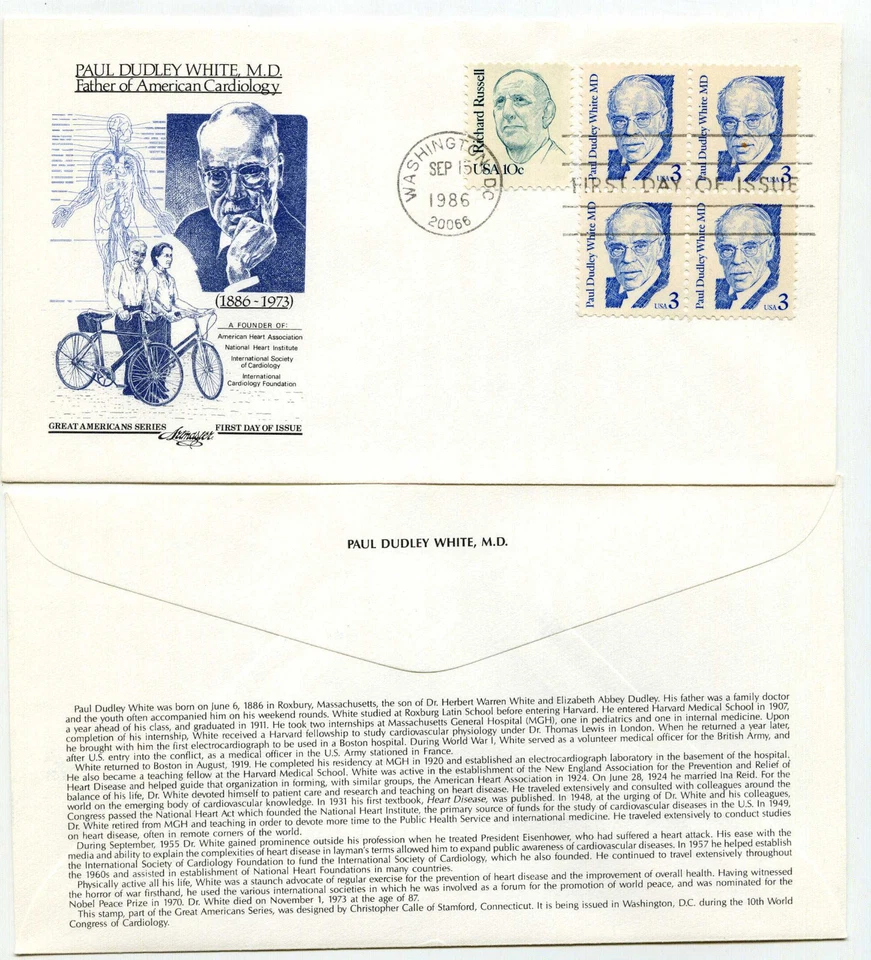 PAUL DUDLEY WHITE, M.D.
Father of American Cardiology
(1886 - 1973)
A FOUNDER OF:
American Heart Association
National Heart Institute
International Society
of Cardiology
International
Cardiology Foundation
GREAT AMERICANS SERIES Artmaster FIRST DAY OF ISSUE
WASHINGTON, DC
SEP 15
1986
20066
Richard Russell
USA 10c
Paul Dudley White MD
USA 3
Paul Dudley White MD
USA 3
FIRST DAY OF ISSUE
Paul Dudley White MD
USA 3
Paul Dudley White MD
USA 3
PAUL DUDLEY WHITE, M.D.
Paul Dudley White was born on June 6, 1886 in Roxbury, Massachusetts, the son of Dr. Herbert Warren White and Elizabeth Abbey Dudley. His father was a family doctor
and the youth often accompanied him on his weekend rounds. White studied at Roxburg Latin School before entering Harvard. He entered Harvard Medical School in 1907,
a year ahead of his class, and graduated in 1911. He took two internships at Massachusetts General Hospital (MGH), one in pediatrics and one in internal medicine. Upon
completion of his internship, White received a Harvard fellowship to study cardiovascular physiology under Dr. Thomas Lewis in London. When he returned a year later,
he brought with him the first electrocardiograph to be used in a Boston hospital. During World War I, White served as a volunteer medical officer for the British Army, and
after U.S. entry into the conflict, as a medical officer in the U.S. Army stationed in France.
White returned to Boston in August, 1919. He completed his residency at MGH in 1920 and established an electrocardiograph laboratory in the basement of the hospital.
He also became a teaching fellow at the Harvard Medical School. White was active in the establishment of the New England Association for the Prevention and Relief of
Heart Disease and helped guide that organization in forming, with similar groups, the American Heart Association in 1924. On June 28, 1924 he married Ina Reid. For the
balance of his life, Dr. White devoted himself to patient care and research and teaching on heart disease. He traveled extensively and consulted with colleagues around the
world on the emerging body of cardiovascular knowledge. In 1931 his first textbook, Heart Disease, was published. In 1948, at the urging of Dr. White and his colleagues,
Congress passed the National Heart Act which founded the National Heart Institute, the primary source of funds for the study of cardiovascular diseases in the U.S. In 1949,
Dr. White retired from MGH and teaching in order to devote more time to the Public Health Service and international medicine. He traveled extensively to conduct studies
on heart disease, often in remote corners of the world.
During September, 1955 Dr. White gained prominence outside his profession when he treated President Eisenhower, who had suffered a heart attack. His ease with the
media and ability to explain the complexities of heart disease in layman's terms allowed him to expand public awareness of cardiovascular diseases. In 1957 he helped establish
the International Society of Cardiology Foundation to fund the International Society of Cardiology, which he also founded. He continued to travel extensively throughout
the 1960s and assisted in establishment of National Heart Foundations in many countries.
Physically active all his life, White was a staunch advocate of regular exercise for the prevention of heart disease and the improvement of overall health. Having witnessed
the horror of war firsthand, he used the various international societies in which he was involved as a forum for the promotion of world peace, and was nominated for the
Nobel Peace Prize in 1970. Dr. White died on November 1, 1973 at the age of 87.
This stamp, part of the Great Americans Series, was designed by Christopher Calle of Stamford, Connecticut. It is being issued in Washington, D.C. during the 10th World
Congress of Cardiology.